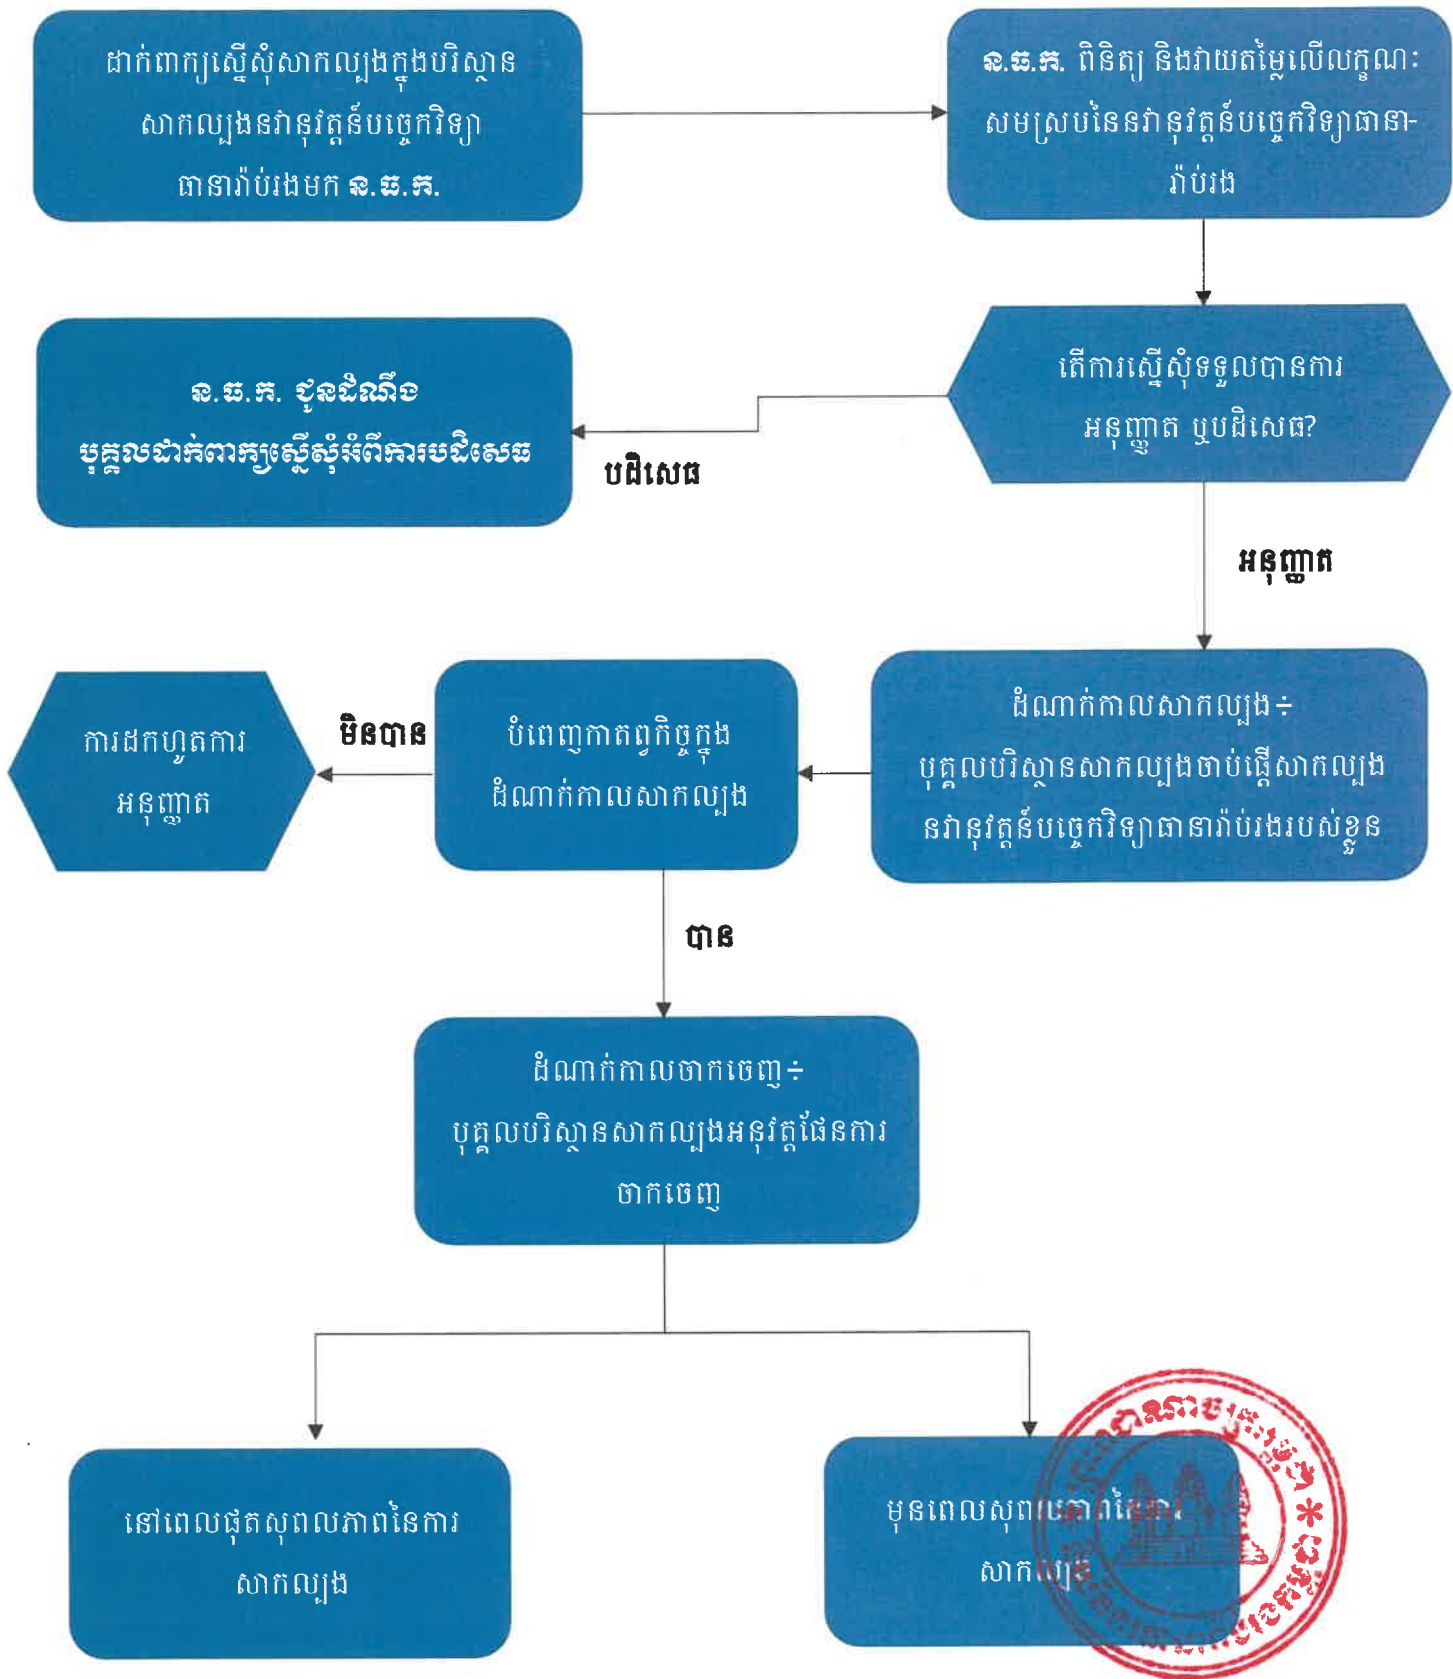 ដាក់ពាក្យស្នើសុំសាកល្បងក្នុងបរិស្ថាន
សាកល្បងនវានុវត្តន៍បច្ចេកវិទ្យា
ធានារ៉ាប់រងមក ន.ធ.ក.
ន.ធ.ក. ពិនិត្យ និងវាយតម្លៃលើលក្ខណៈ
សមស្របនៃនវានុវត្តន៍បច្ចេកវិទ្យាធានា-
រ៉ាប់រង
តើការស្នើសុំទទួលបានការ
អនុញ្ញាត ឬបដិសេធ?
ន.ធ.ក. ជូនដំណឹង
បុគ្គលដាក់ពាក្យស្នើសុំអំពីការបដិសេធ
បដិសេធ
អនុញ្ញាត
ដំណាក់កាលសាកល្បង÷
បុគ្គលបរិស្ថានសាកល្បងចាប់ផ្តើសាកល្បង
នវានុវត្តន៍បច្ចេកវិទ្យាធានារ៉ាប់រងរបស់ខ្លួន
បំពេញកាតព្វកិច្ចក្នុង
ដំណាក់កាលសាកល្បង
មិនបាន
ការដកហូតការ
អនុញ្ញាត
បាន
ដំណាក់កាលចាកចេញ÷
បុគ្គលបរិស្ថានសាកល្បងអនុវត្តផែនការ
ចាកចេញ
នៅពេលផុតសុពលភាពនៃការ
សាកល្បង
មុនពេលសុពលភាពនៃការ
សាកល្បង